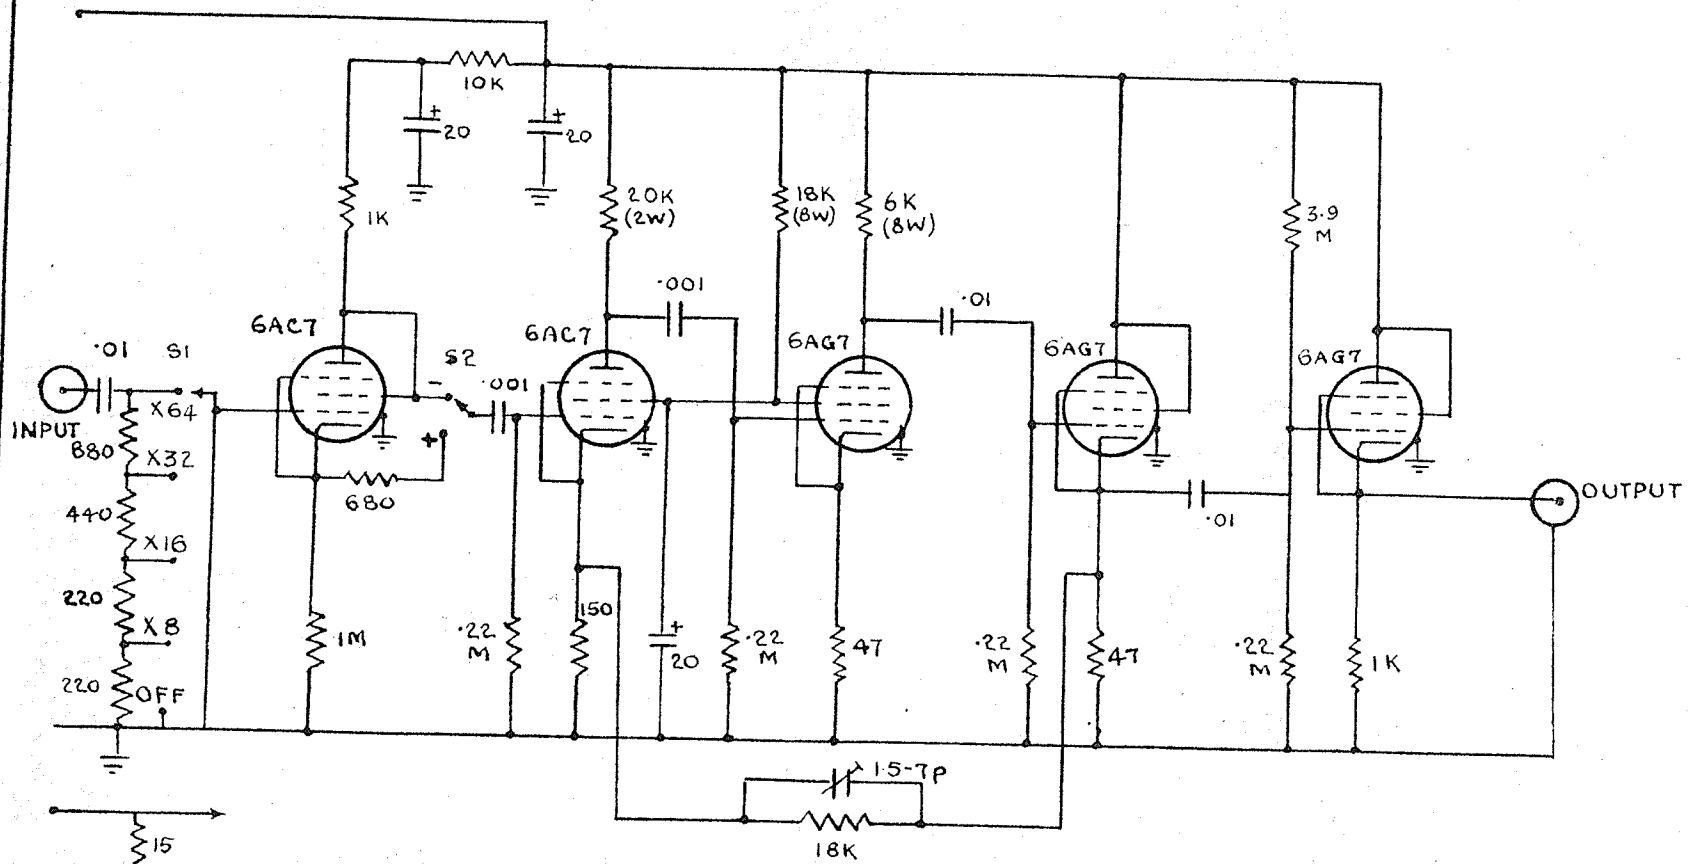 10K
+
20
+
20
1K
20K
(2W)
18K
(8W)
6K
(8W)
3.9
M
.001
.01
6AC7
6AC7
6AG7
6AG7
6AG7
.01
S1
S2
-
.001
X64
INPUT
880
X32
+
680
440
X16
OUTPUT
.01
220
X8
.1M
.22
M
150
+
20
.22
M
47
.22
M
47
.22
M
1K
220
OFF
1.5-7p
18K
15